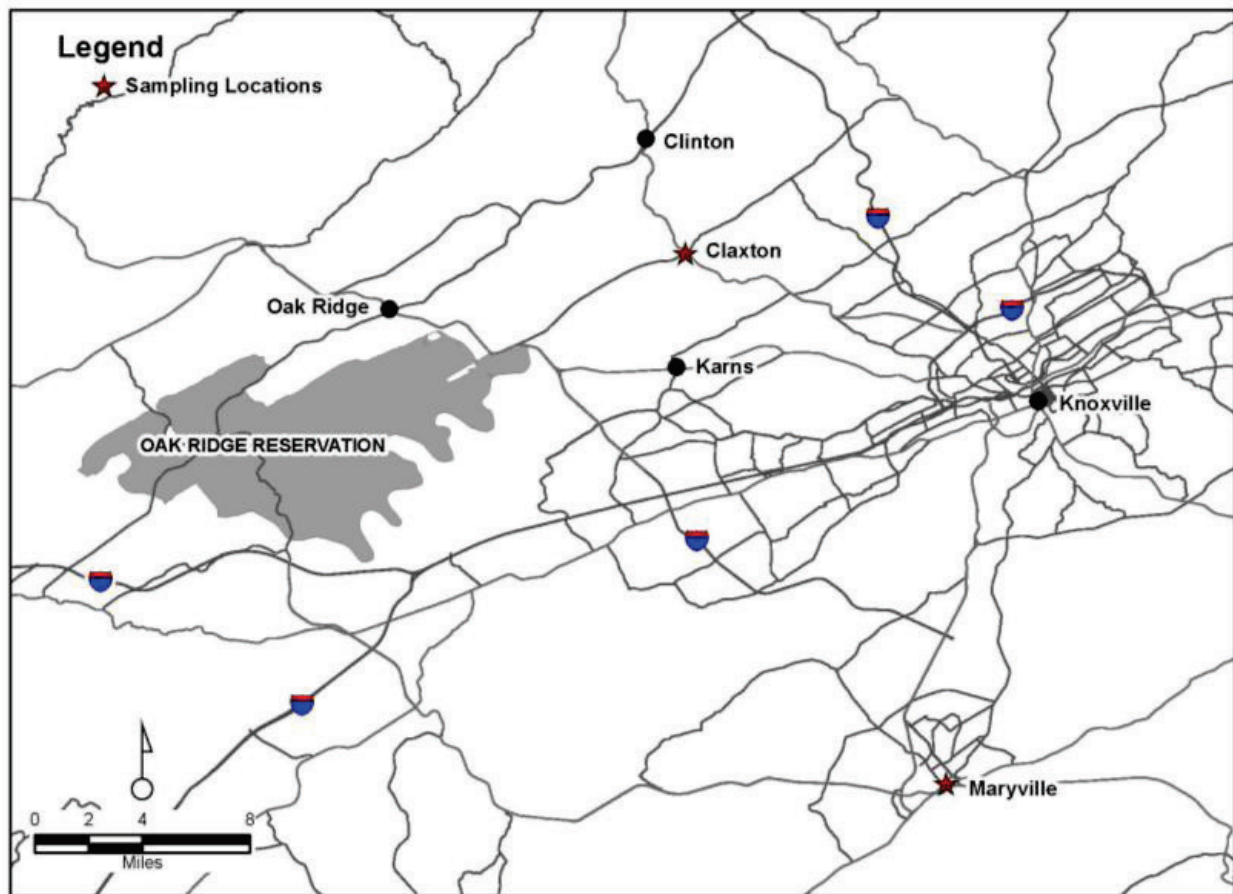 Legend
Sampling Locations
Clinton
Claxton
Oak Ridge
Karns
Knoxville
OAK RIDGE RESERVATION
Maryville
0 2 4 8
Miles